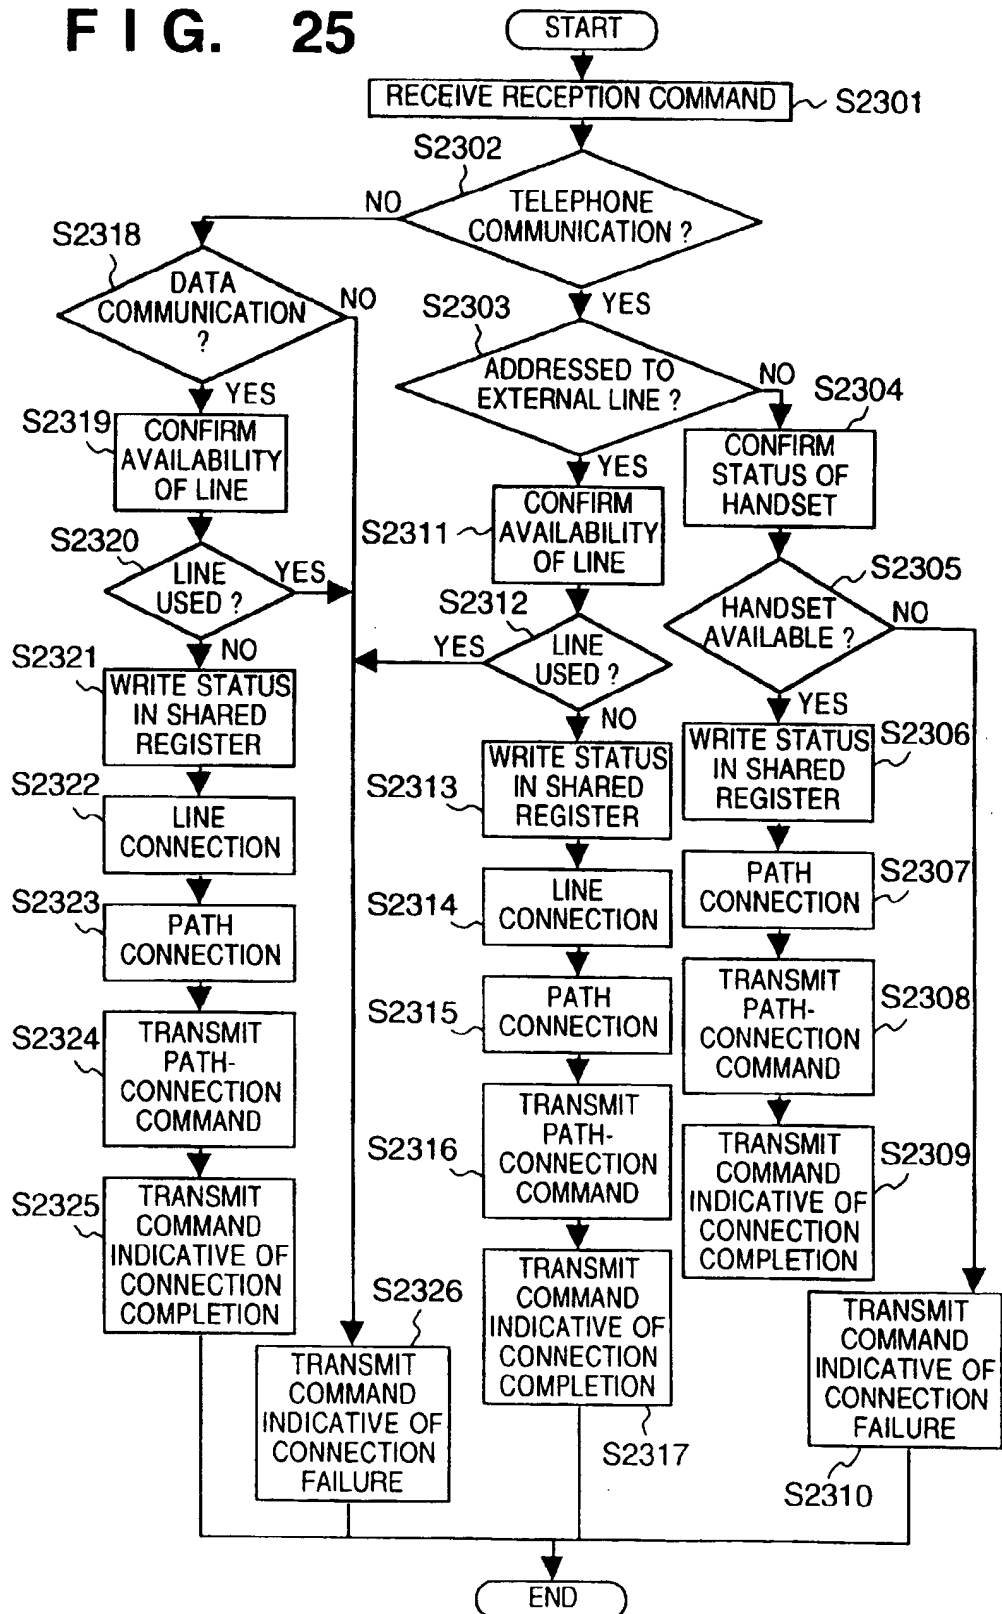 FIG. 25
START
RECEIVE RECEPTION COMMAND
S2301
S2302
TELEPHONE
COMMUNICATION ?
NO
YES
S2318
DATA
COMMUNICATION
?
NO
YES
S2303
ADDRESSED TO
EXTERNAL LINE ?
NO
YES
S2304
CONFIRM
STATUS OF
HANDSET
S2319
CONFIRM
AVAILABILITY
OF LINE
S2311
CONFIRM
AVAILABILITY
OF LINE
S2305
HANDSET
AVAILABLE ?
NO
YES
S2320
LINE
USED ?
YES
NO
S2312
LINE
USED ?
YES
NO
S2321
WRITE STATUS
IN SHARED
REGISTER
S2313
WRITE STATUS
IN SHARED
REGISTER
S2306
WRITE STATUS
IN SHARED
REGISTER
S2322
LINE
CONNECTION
S2314
LINE
CONNECTION
S2307
PATH
CONNECTION
S2323
PATH
CONNECTION
S2315
PATH
CONNECTION
S2308
TRANSMIT
PATH-
CONNECTION
COMMAND
S2324
TRANSMIT
PATH-
CONNECTION
COMMAND
S2316
TRANSMIT
PATH-
CONNECTION
COMMAND
S2309
TRANSMIT
COMMAND
INDICATIVE OF
CONNECTION
COMPLETION
S2325
TRANSMIT
COMMAND
INDICATIVE OF
CONNECTION
COMPLETION
S2326
TRANSMIT
COMMAND
INDICATIVE OF
CONNECTION
FAILURE
TRANSMIT
COMMAND
INDICATIVE OF
CONNECTION
COMPLETION
S2317
TRANSMIT
COMMAND
INDICATIVE OF
CONNECTION
FAILURE
S2310
END